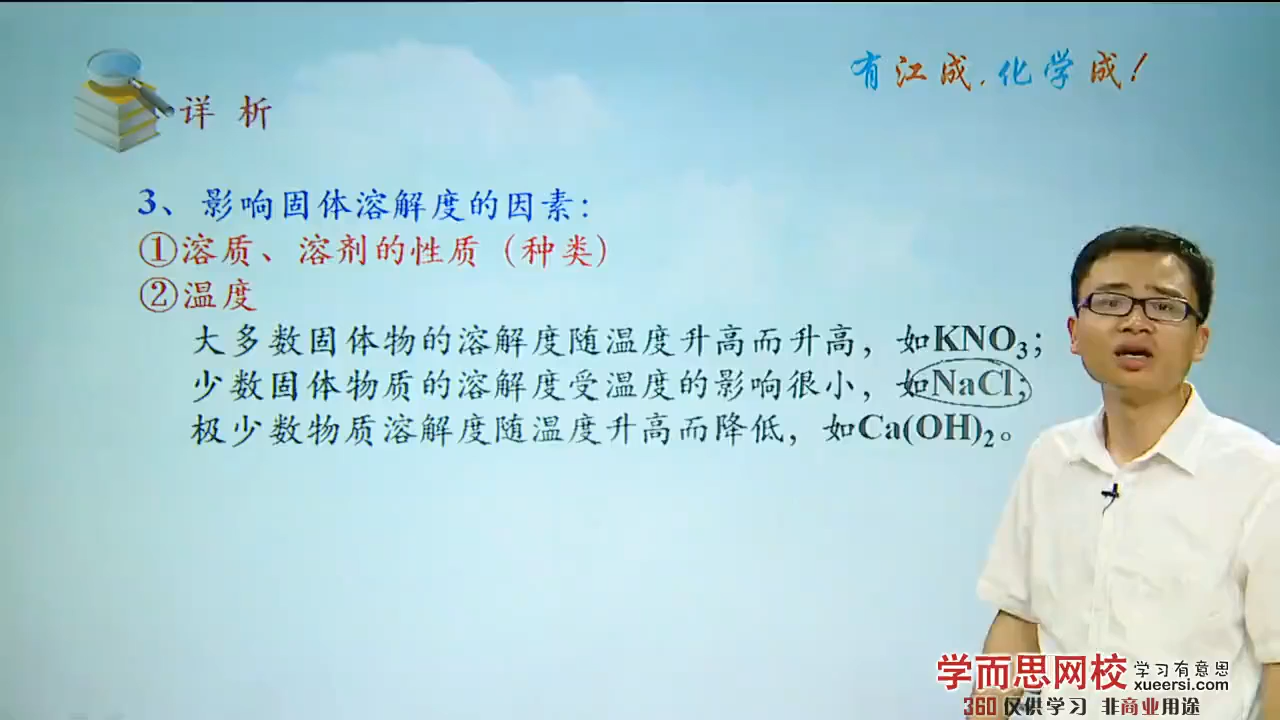 有江成,化学成!
详 析
3、影响固体溶解度的因素:
①溶质、溶剂的性质（种类）
②温度
大多数固体物的溶解度随温度升高而升高，如KNO₃；
少数固体物质的溶解度受温度的影响很小，如NaCl；
极少数物质溶解度随温度升高而降低，如Ca(OH)₂。
学而思网校 学习有意思
xueersi.com
360 仅供学习 非商业用途